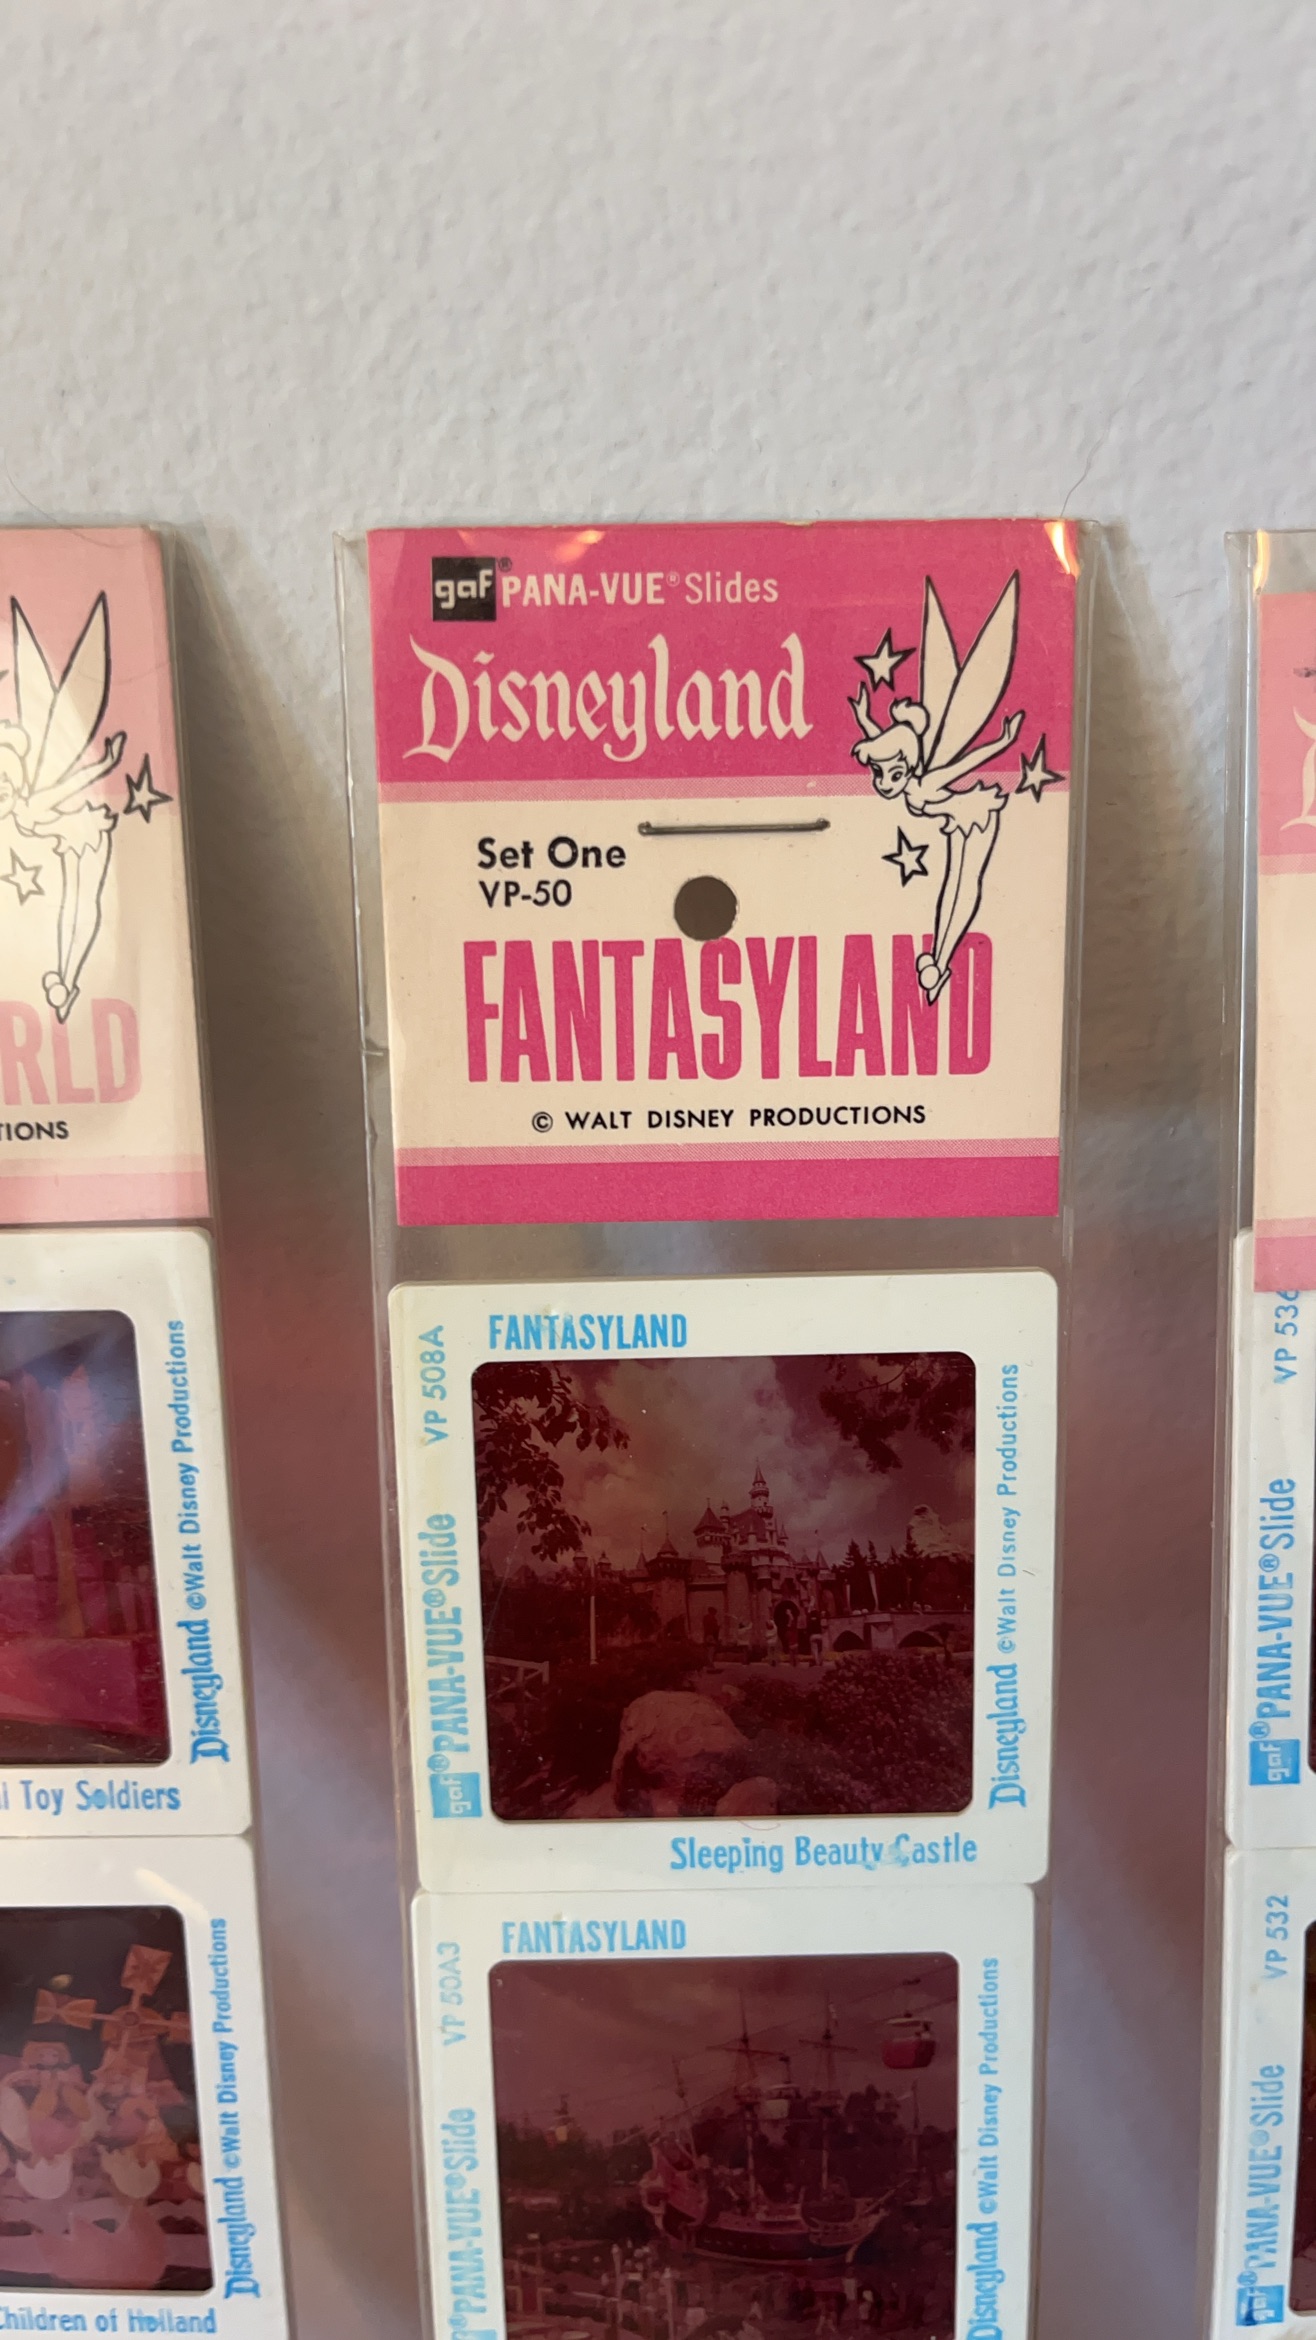 gaf® PANA-VUE® Slides
Disneyland
Set One
VP-50
FANTASYLAND
© WALT DISNEY PRODUCTIONS
FANTASYLAND
VP 508A
gaf® PANA-VUE® Slide
Disneyland ©Walt Disney Productions
Sleeping Beauty Castle
FANTASYLAND
VP 50A3
PANA-VUE® Slide
Disneyland ©Walt Disney Productions
Disneyland ©Walt Disney Productions
Toy Soldiers
Disneyland ©Walt Disney Productions
Children of Holland
gaf® PANA-VUE® Slide
VP 532
gaf® PANA-VUE® Slide